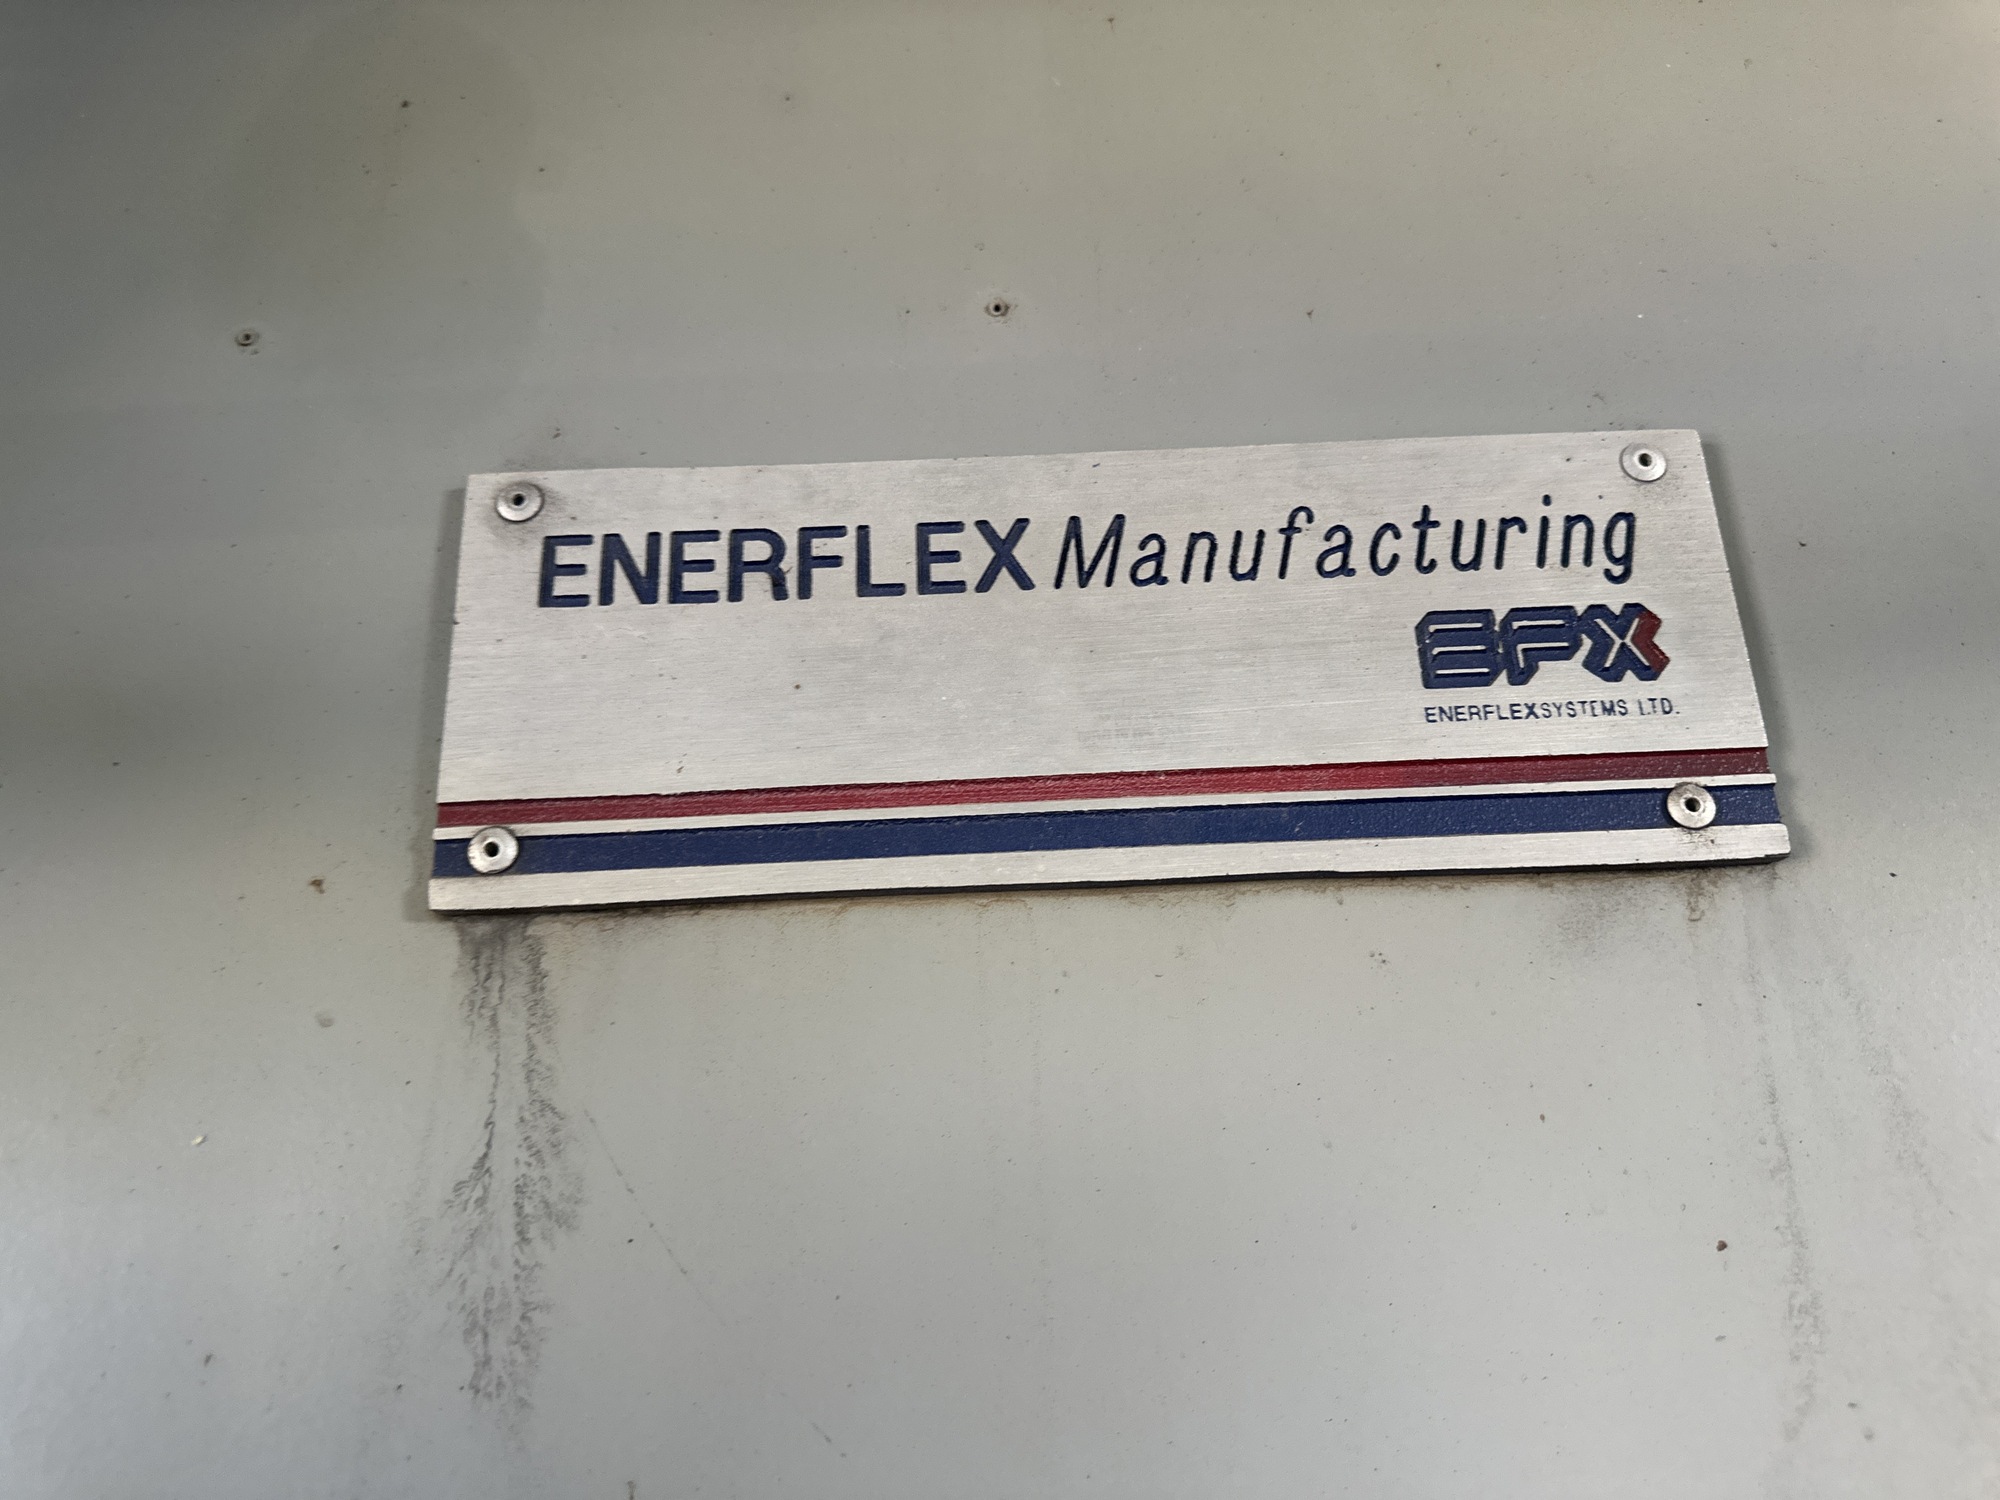 ENERFLEX Manufacturing
EFX
ENERFLEXSYSTEMS LTD.